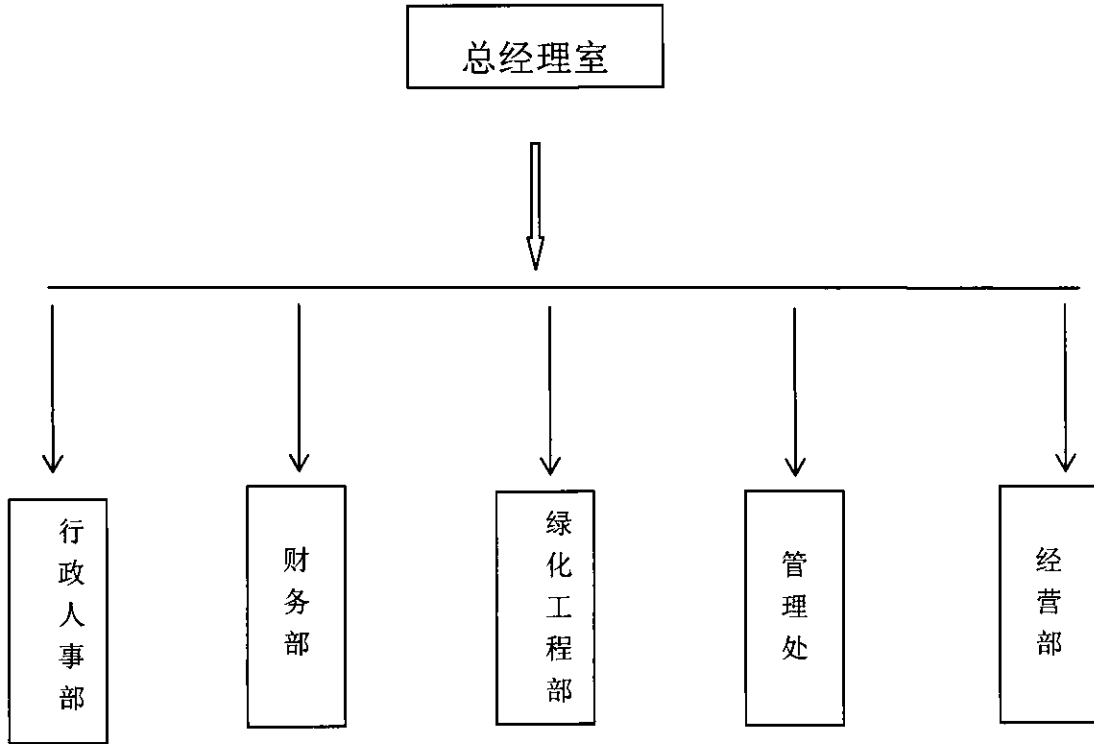 总经理室
行政人事部
财务部
绿化工程部
管理处
经营部